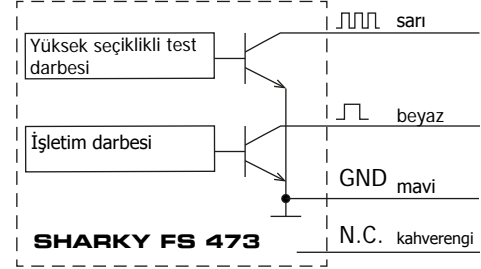 sarı
Yüksek seçiklikli test
darbesi
beyaz
İşletim darbesi
GND mavi
SHARKY FS 473
N.C. kahverengi